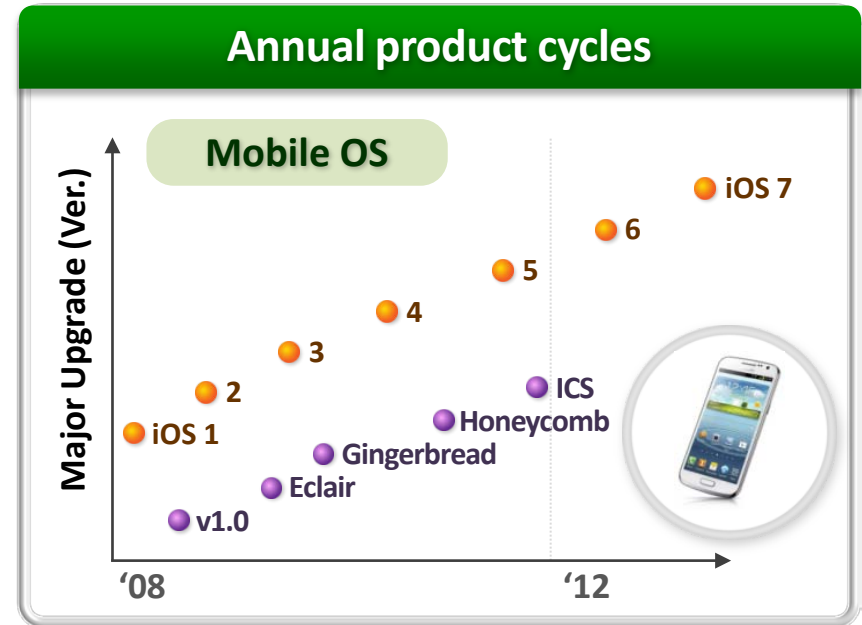 Annual product cycles
Mobile OS
Major Upgrade (Ver.)
iOS 7
6
5
4
3
2
iOS 1
ICS
Honeycomb
Gingerbread
Eclair
v1.0
‘08
‘12